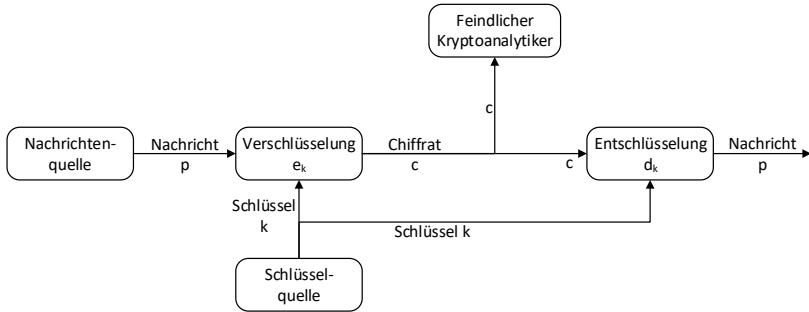 Feindlicher
Kryptoanalytiker
c
Nachrichten-
quelle
Nachricht
p
Verschlüsselung
eₖ
Chiffrat
c
c
Entschlüsselung
dₖ
Nachricht
p
Schlüssel
k
Schlüssel k
Schlüssel-
quelle